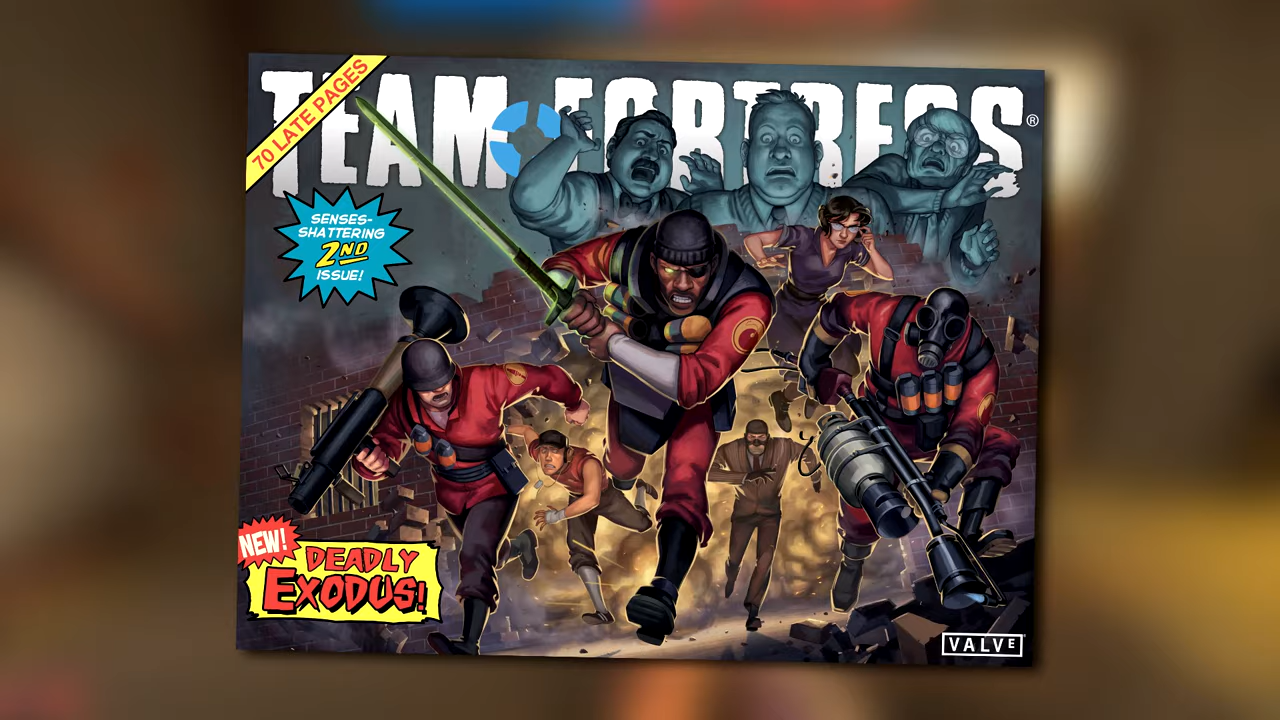 70 LATE PAGES
TEAM FORTRESS®
SENSES-
SHATTERING
2ND
ISSUE!
NEW!
DEADLY
EXODUS!
VALVE